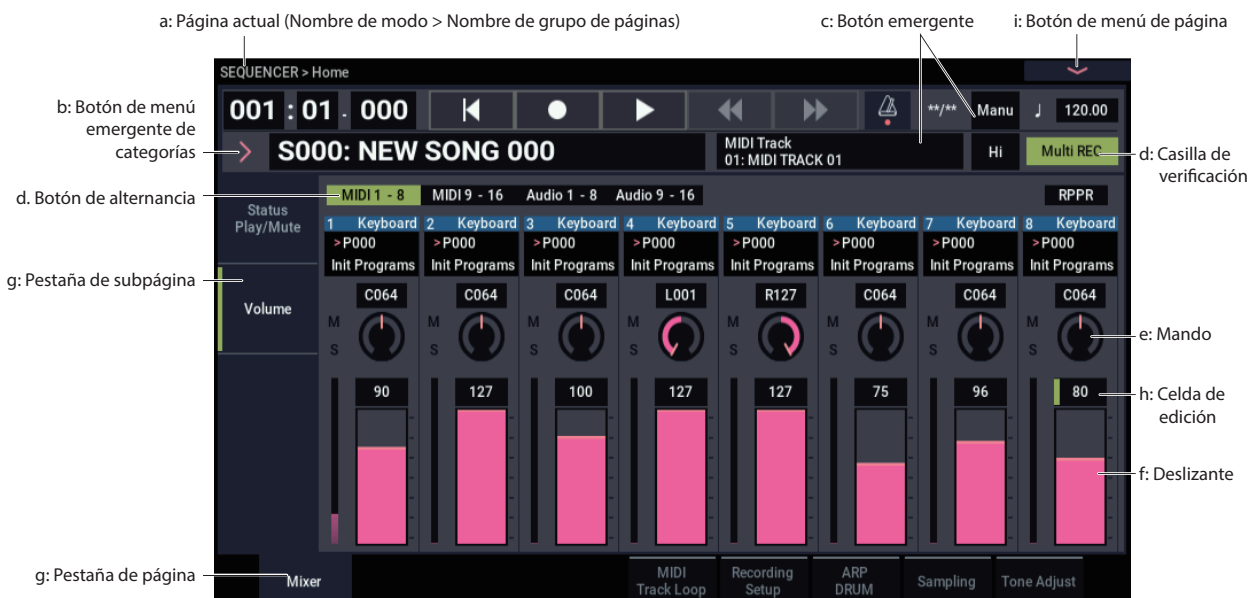 a: Página actual (Nombre de modo > Nombre de grupo de páginas)
c: Botón emergente
i: Botón de menú de página
SEQUENCER > Home
b: Botón de menú
emergente de
categorías
001 : 01 . 000
**/**
Manu
♩ 120.00
S000: NEW SONG 000
MIDI Track
01: MIDI TRACK 01
Hi
Multi REC
d: Casilla de
verificación
d. Botón de alternancia
MIDI 1 - 8
MIDI 9 - 16
Audio 1 - 8
Audio 9 - 16
RPPR
Status
Play/Mute
1 Keyboard 2 Keyboard 3 Keyboard 4 Keyboard 5 Keyboard 6 Keyboard 7 Keyboard 8 Keyboard
>P000 >P000 >P000 >P000 >P000 >P000 >P000 >P000
Init Programs Init Programs Init Programs Init Programs Init Programs Init Programs Init Programs Init Programs
g: Pestaña de subpágina
Volume
C064 C064 C064 L001 R127 C064 C064 C064
M M M M M M M M
S S S S S S S S
e: Mando
90 127 100 127 127 75 96 80
h: Celda de
edición
f: Deslizante
g: Pestaña de página
Mixer
MIDI
Track Loop
Recording
Setup
ARP
DRUM
Sampling
Tone Adjust